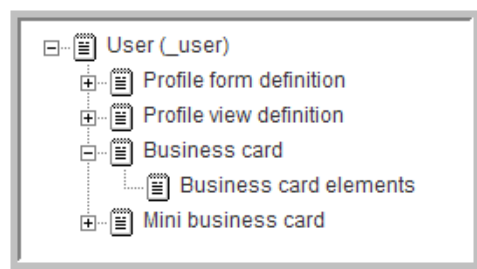 User (_user)
Profile form definition
Profile view definition
Business card
Business card elements
Mini business card